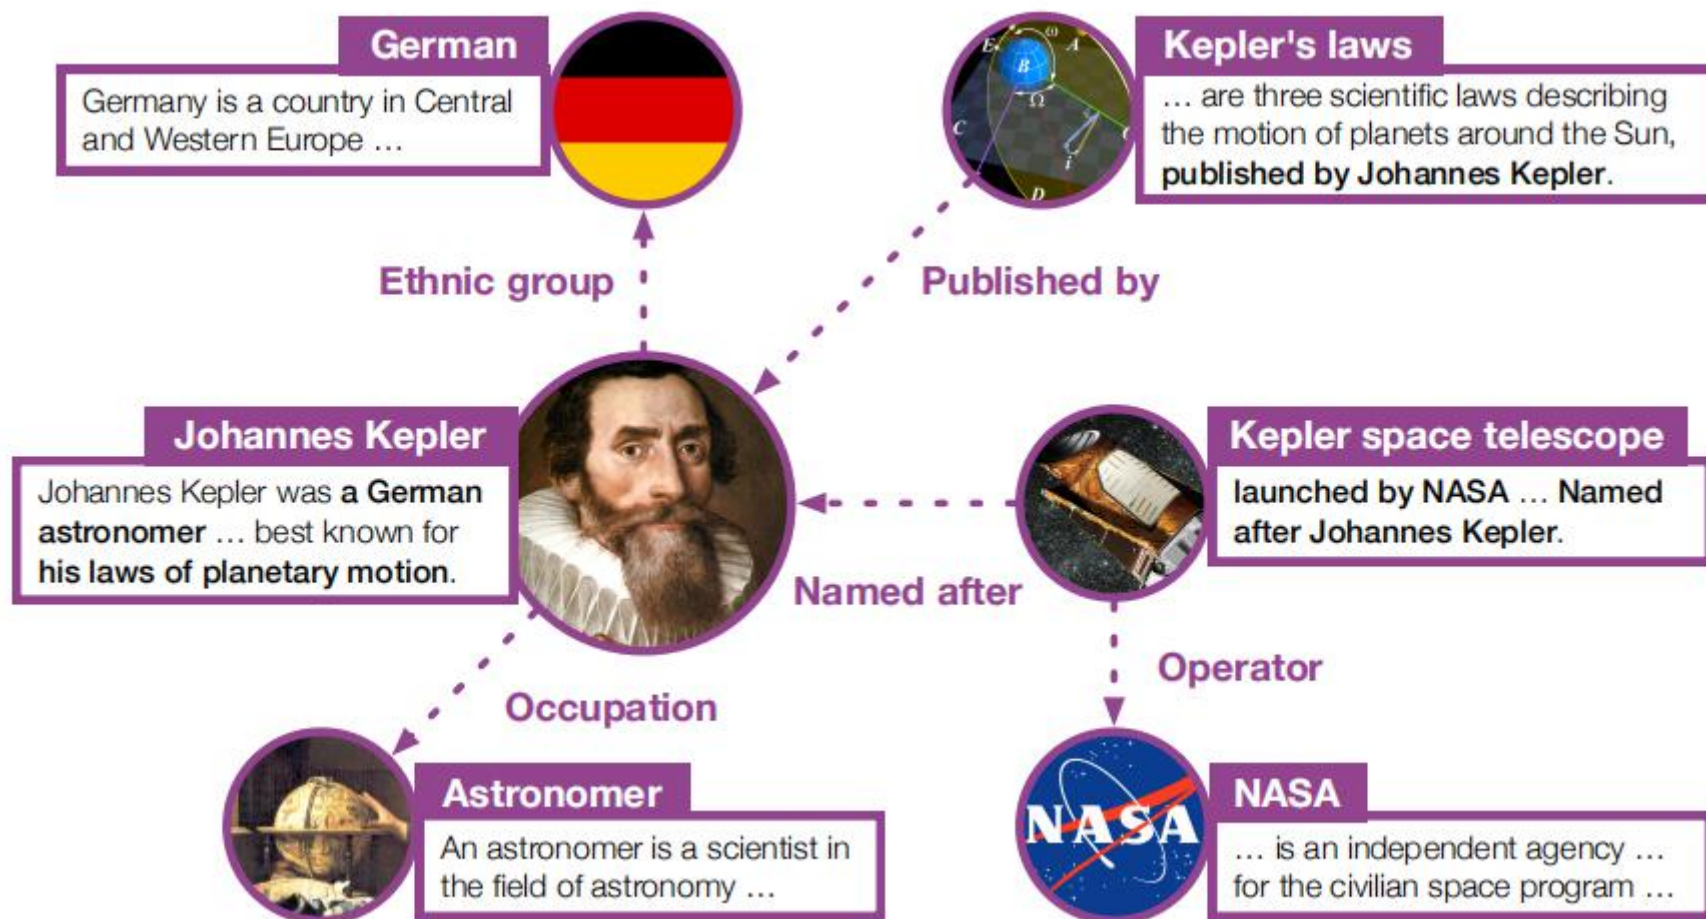 German
Germany is a country in Central
and Western Europe ...
E
ω
A
B
Ω
C
i
D
Kepler's laws
... are three scientific laws describing
the motion of planets around the Sun,
published by Johannes Kepler.
Ethnic group
Published by
Johannes Kepler
Johannes Kepler was a German
astronomer ... best known for
his laws of planetary motion.
Kepler space telescope
launched by NASA ... Named
after Johannes Kepler.
Named after
Occupation
Operator
Astronomer
An astronomer is a scientist in
the field of astronomy ...
NASA
NASA
... is an independent agency ...
for the civilian space program ...